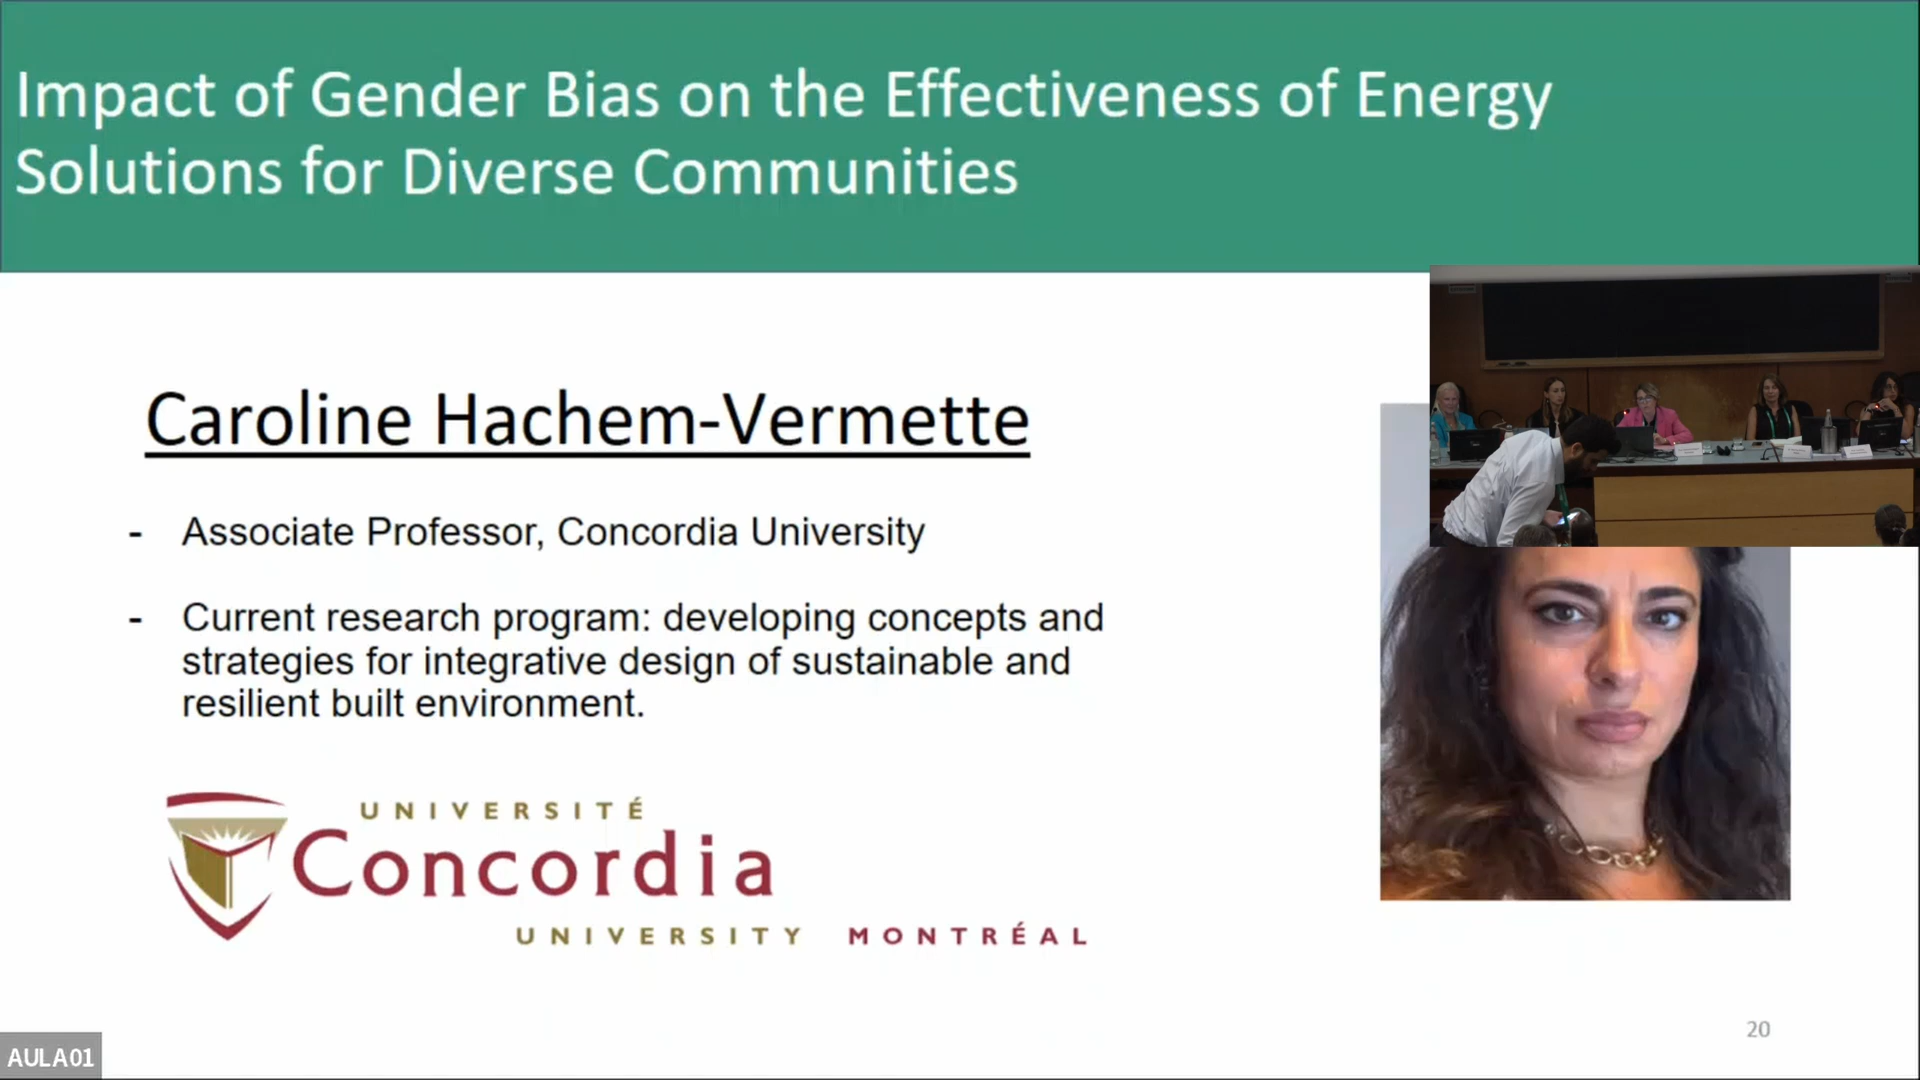 Impact of Gender Bias on the Effectiveness of Energy
Solutions for Diverse Communities
Caroline Hachem-Vermette
- Associate Professor, Concordia University
- Current research program: developing concepts and
strategies for integrative design of sustainable and
resilient built environment.
UNIVERSITÉ
Concordia
UNIVERSITY MONTRÉAL
20
AULA01